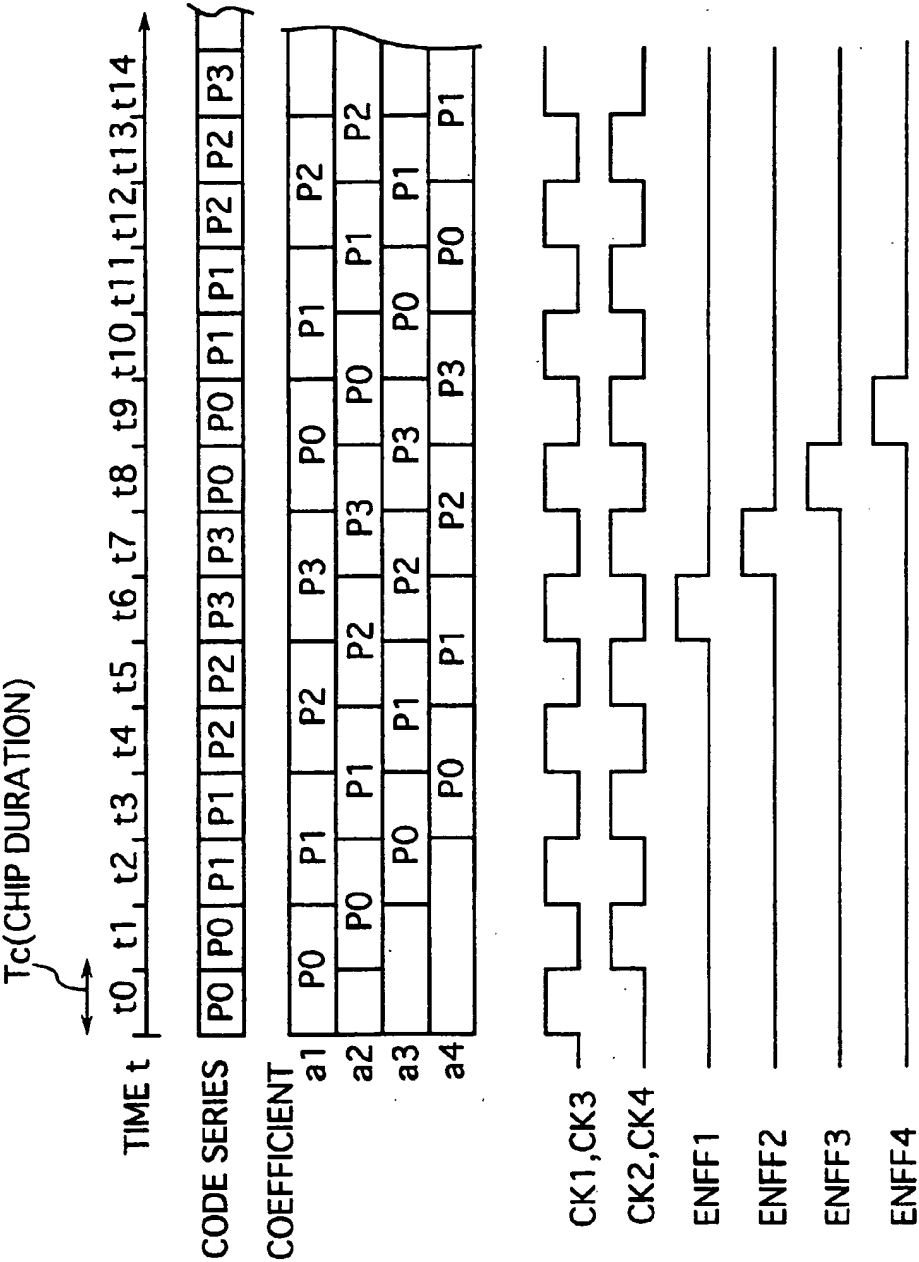 Tc(CHIP DURATION)
TIME t t0 t1 t2 t3 t4 t5 t6 t7 t8 t9 t10 t11 t12 t13 t14
CODE SERIES P0 P0 P1 P1 P2 P2 P3 P3 P0 P0 P1 P1 P2 P2 P3
COEFFICIENT
a1 P0 P1 P2 P3 P0 P1 P2
a2 P0 P1 P2 P3 P0 P1 P2
a3 P0 P1 P2 P3 P0 P1
a4 P0 P1 P2 P3 P0 P1
CK1,CK3
CK2,CK4
ENFF1
ENFF2
ENFF3
ENFF4